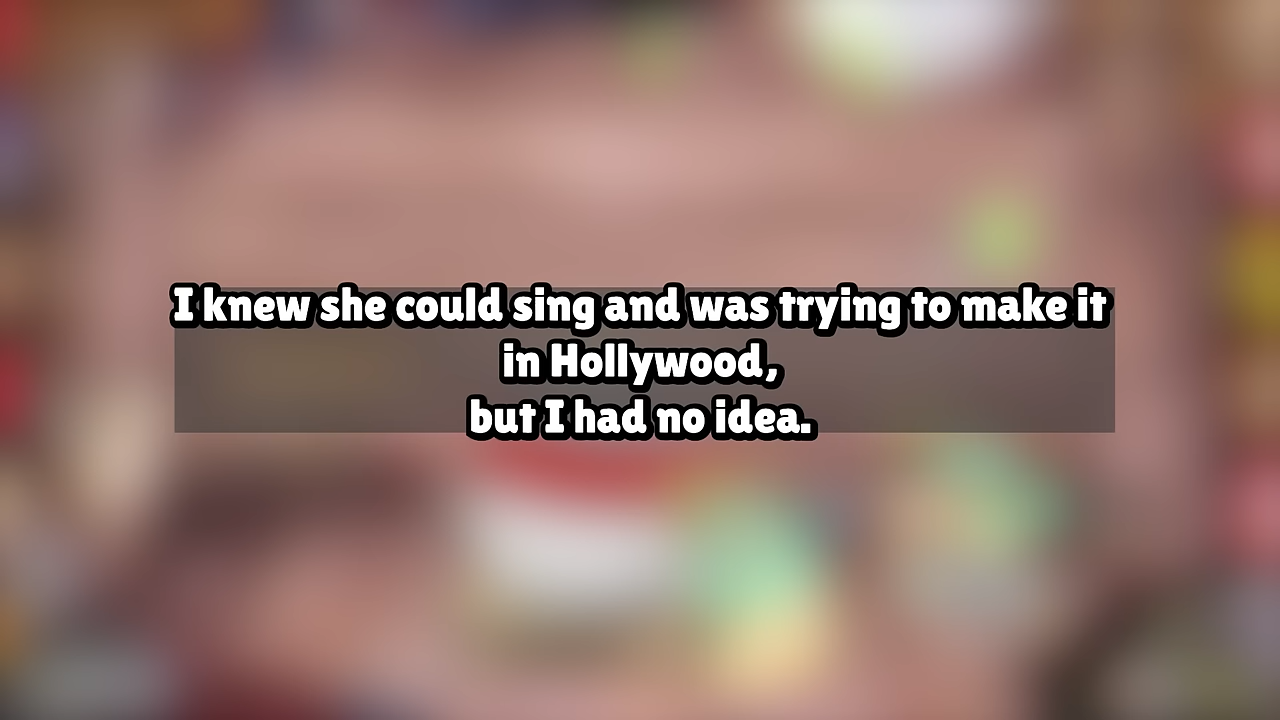 I knew she could sing and was trying to make it
in Hollywood,
but I had no idea.